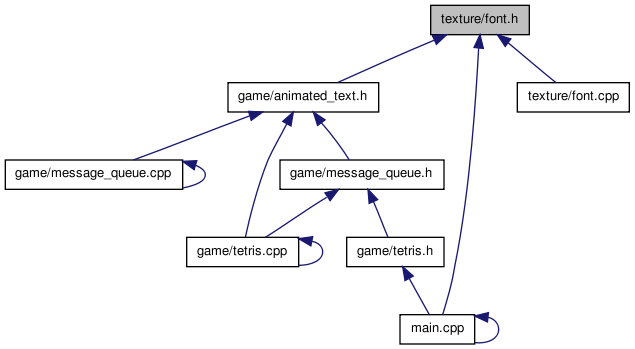 texture/font.h
game/animated_text.h
texture/font.cpp
game/message_queue.cpp
game/message_queue.h
game/tetris.cpp
game/tetris.h
main.cpp